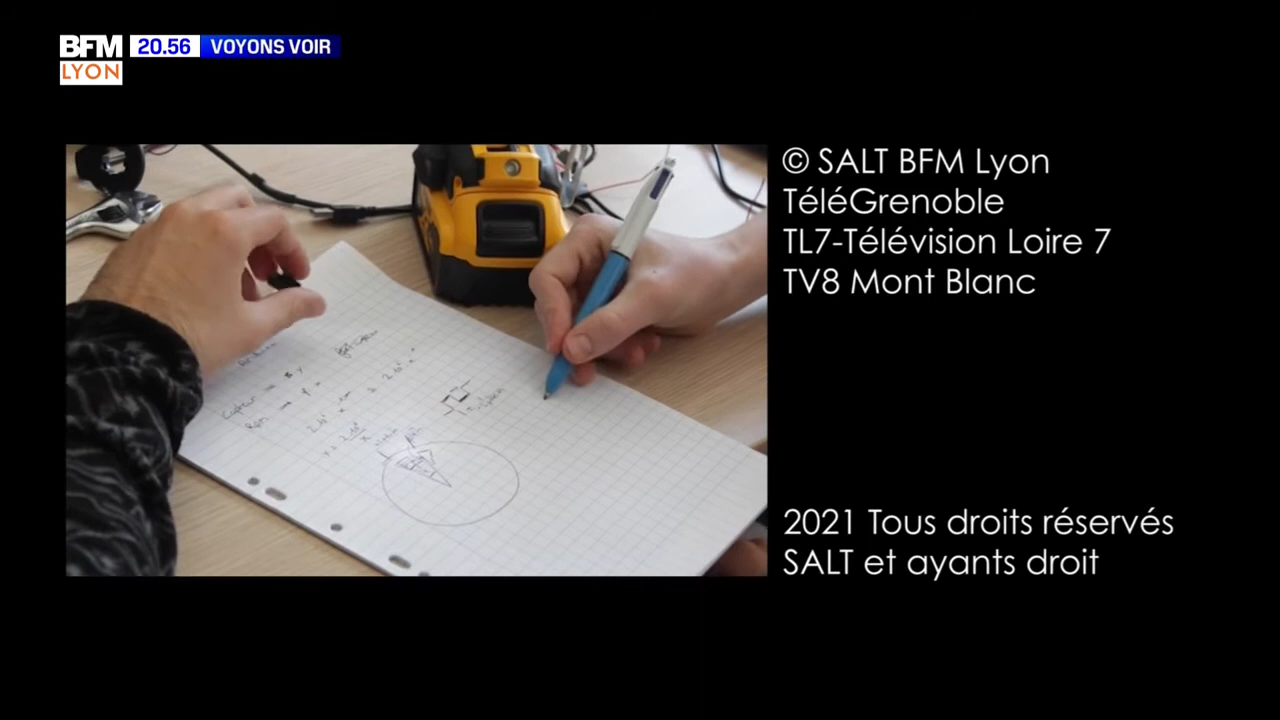 BFM 20.56 VOYONS VOIR
LYON
© SALT BFM Lyon
TéléGrenoble
TL7-Télévision Loire 7
TV8 Mont Blanc
Capteur
2021 Tous droits réservés
SALT et ayants droit